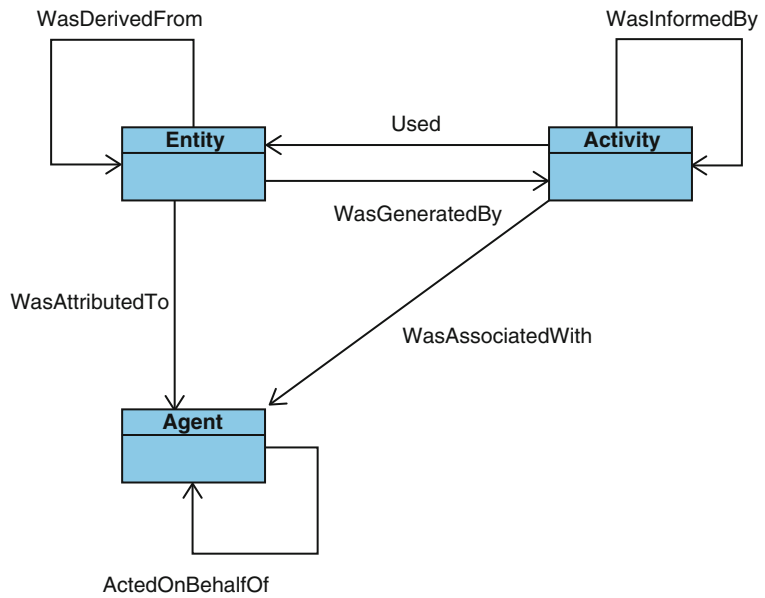 WasDerivedFrom
WasInformedBy
Used
Entity
Activity
WasGeneratedBy
WasAttributedTo
WasAssociatedWith
Agent
ActedOnBehalfOf